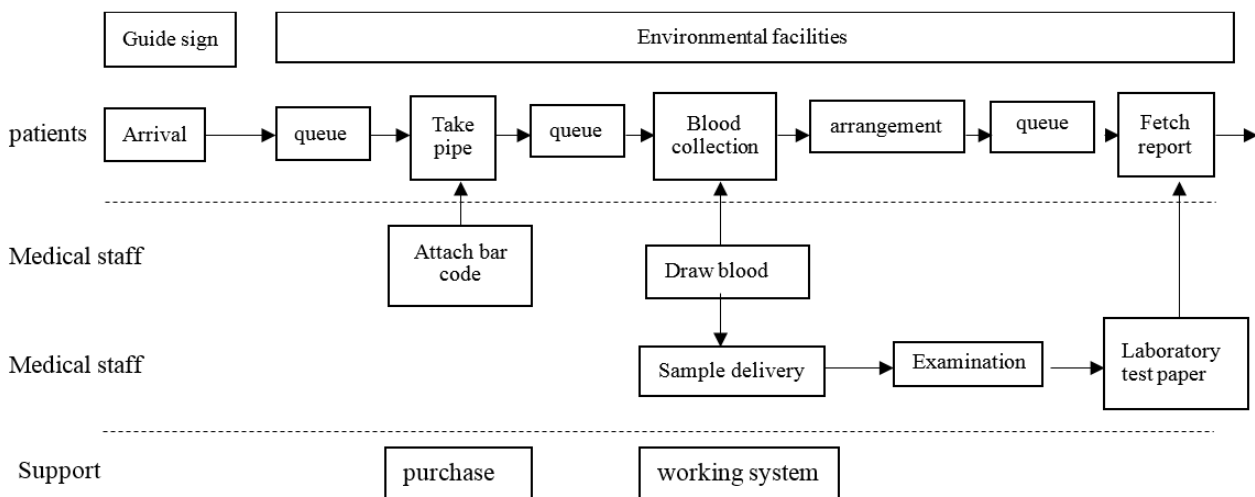 Guide sign
Environmental facilities
patients
Arrival
queue
Take
pipe
queue
Blood
collection
arrangement
queue
Fetch
report
Medical staff
Attach bar
code
Draw blood
Medical staff
Sample delivery
Examination
Laboratory
test paper
Support
purchase
working system